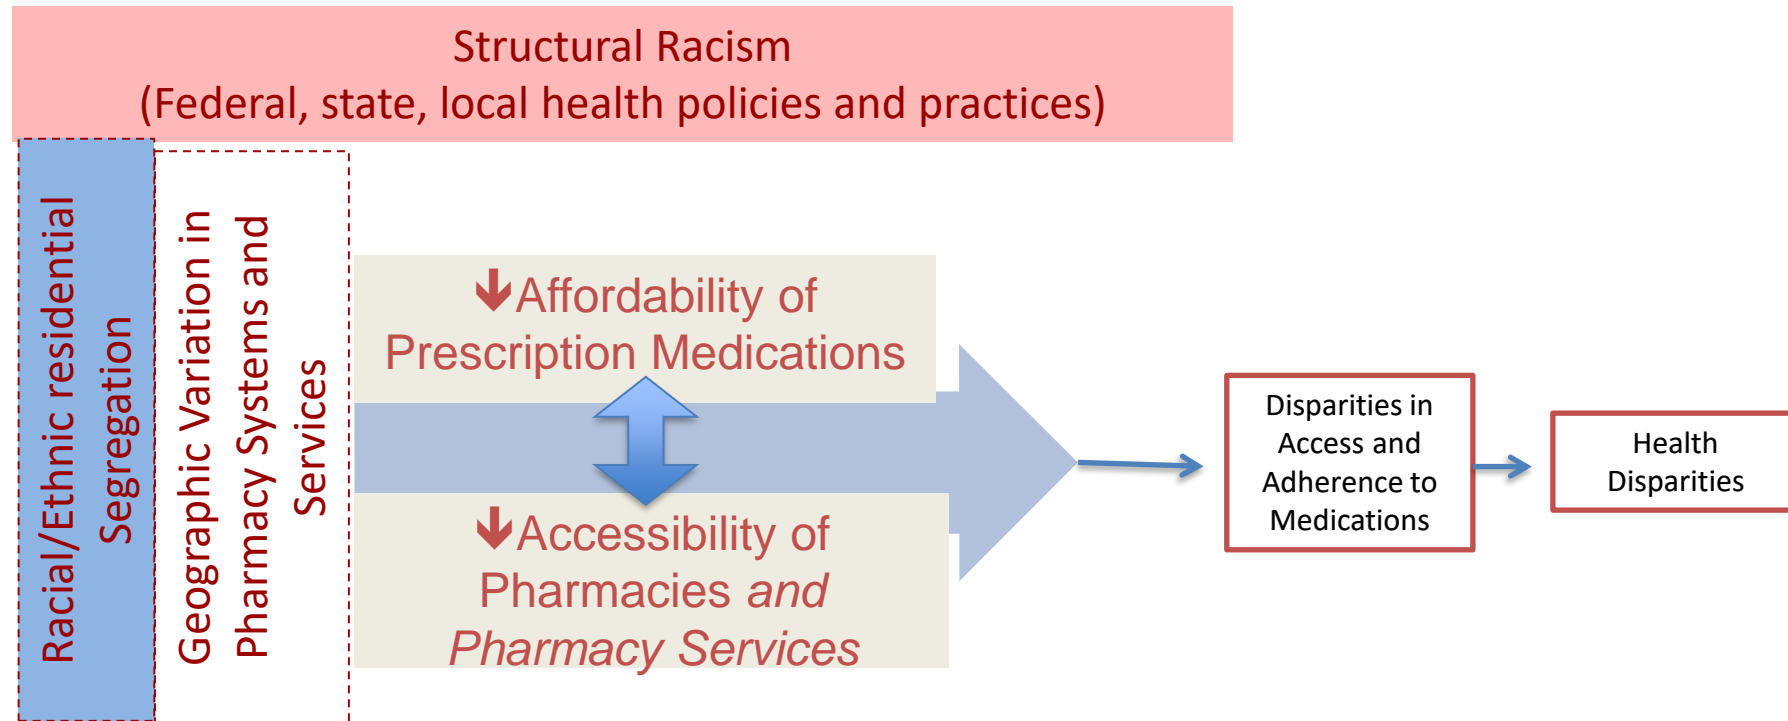 Structural Racism
(Federal, state, local health policies and practices)
Racial/Ethnic residential
Segregation
Geographic Variation in
Pharmacy Systems and
Services
🡻Affordability of
Prescription Medications
🡻Accessibility of
Pharmacies and
Pharmacy Services
Disparities in
Access and
Adherence to
Medications
Health
Disparities